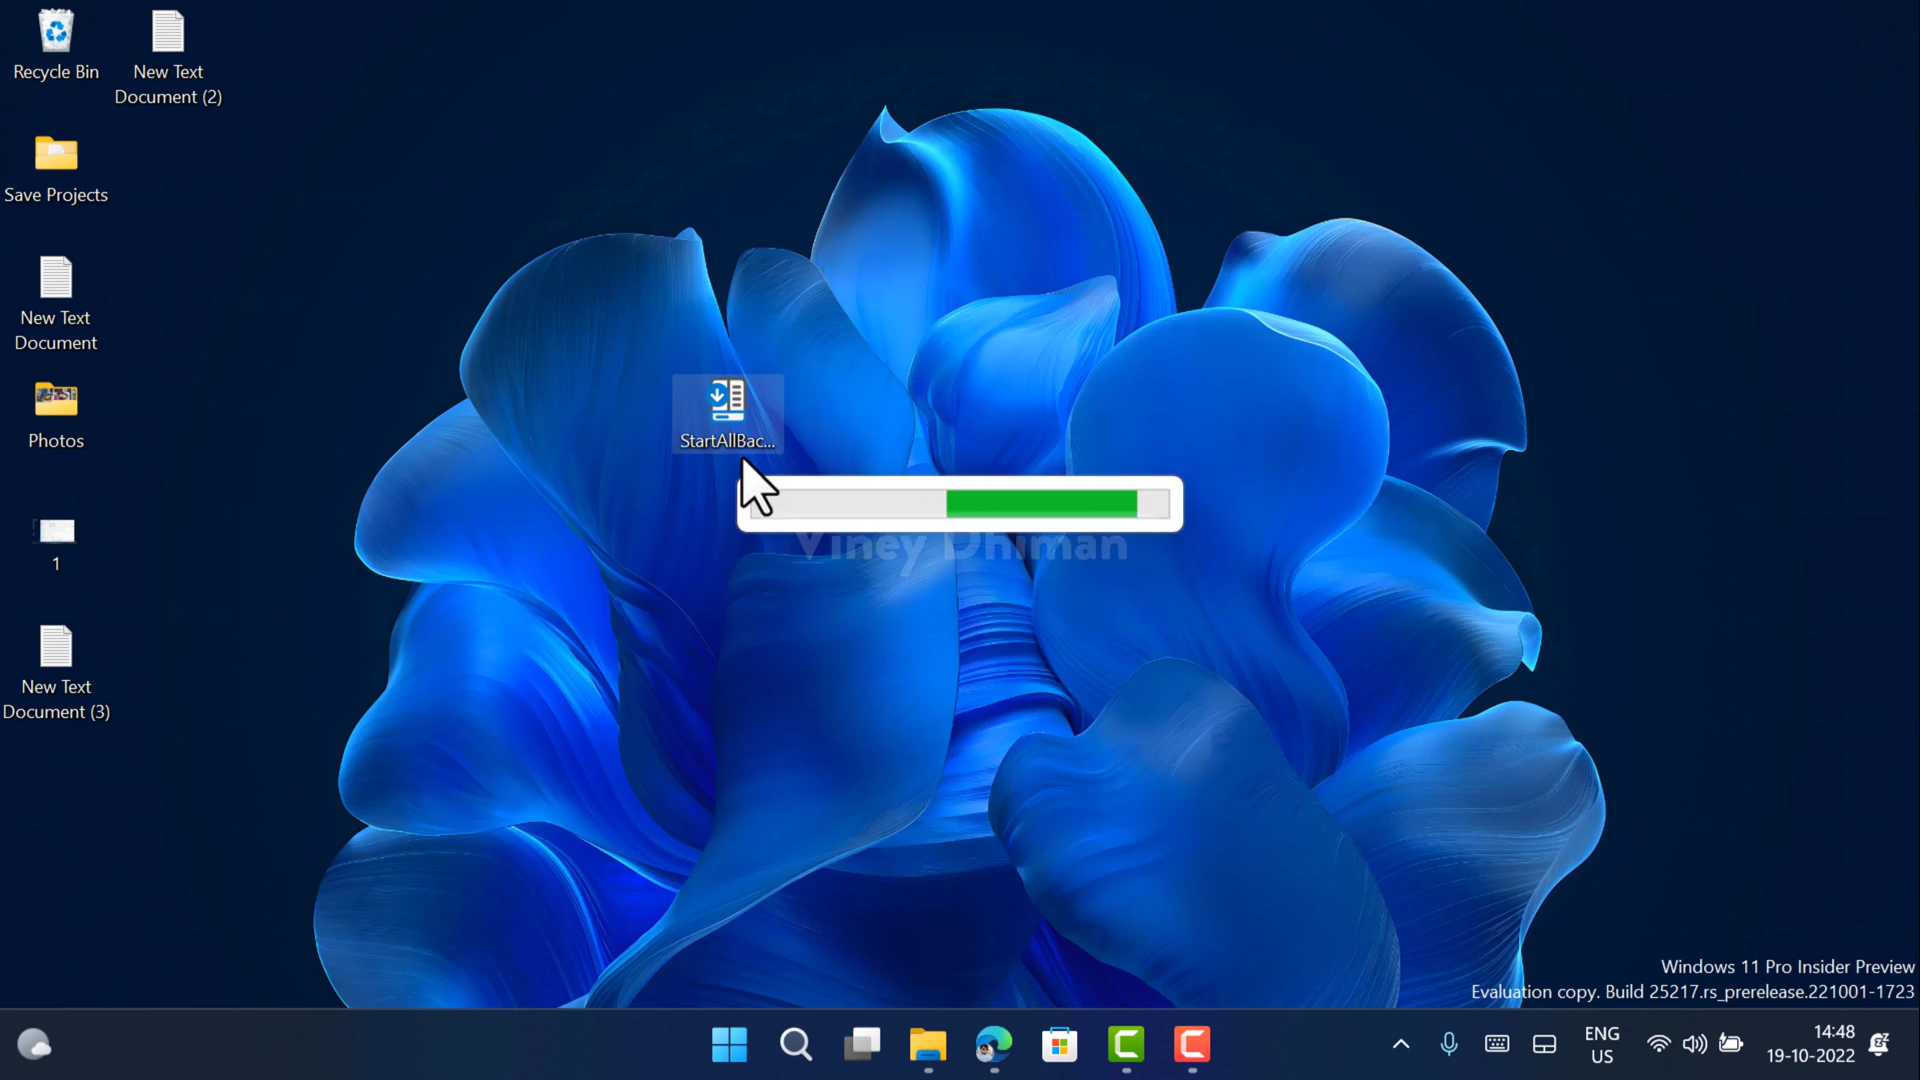 Recycle Bin
New Text
Document (2)
Save Projects
New Text
Document
Photos
1
New Text
Document (3)
StartAllBac...
Viney Dhiman
Windows 11 Pro Insider Preview
Evaluation copy. Build 25217.rs_prerelease.221001-1723
ENG
US
14:48
19-10-2022